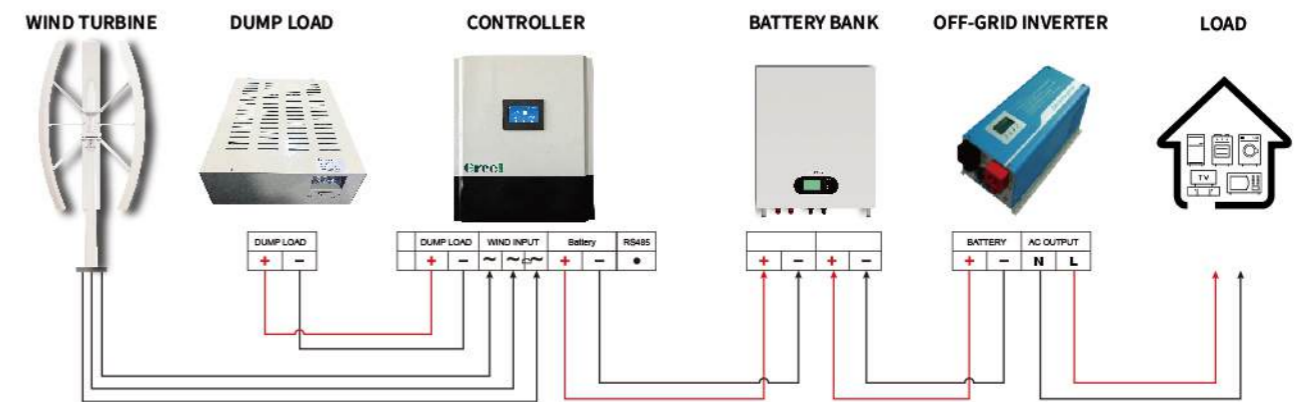 WIND TURBINE
DUMP LOAD
CONTROLLER
BATTERY BANK
OFF-GRID INVERTER
LOAD
Greef
TV
DUMP LOAD
+ −
DUMP LOAD WIND INPUT Battery RS485
+ − ~ ~ ~ + − •
+ − + −
BATTERY AC OUTPUT
+ − N L